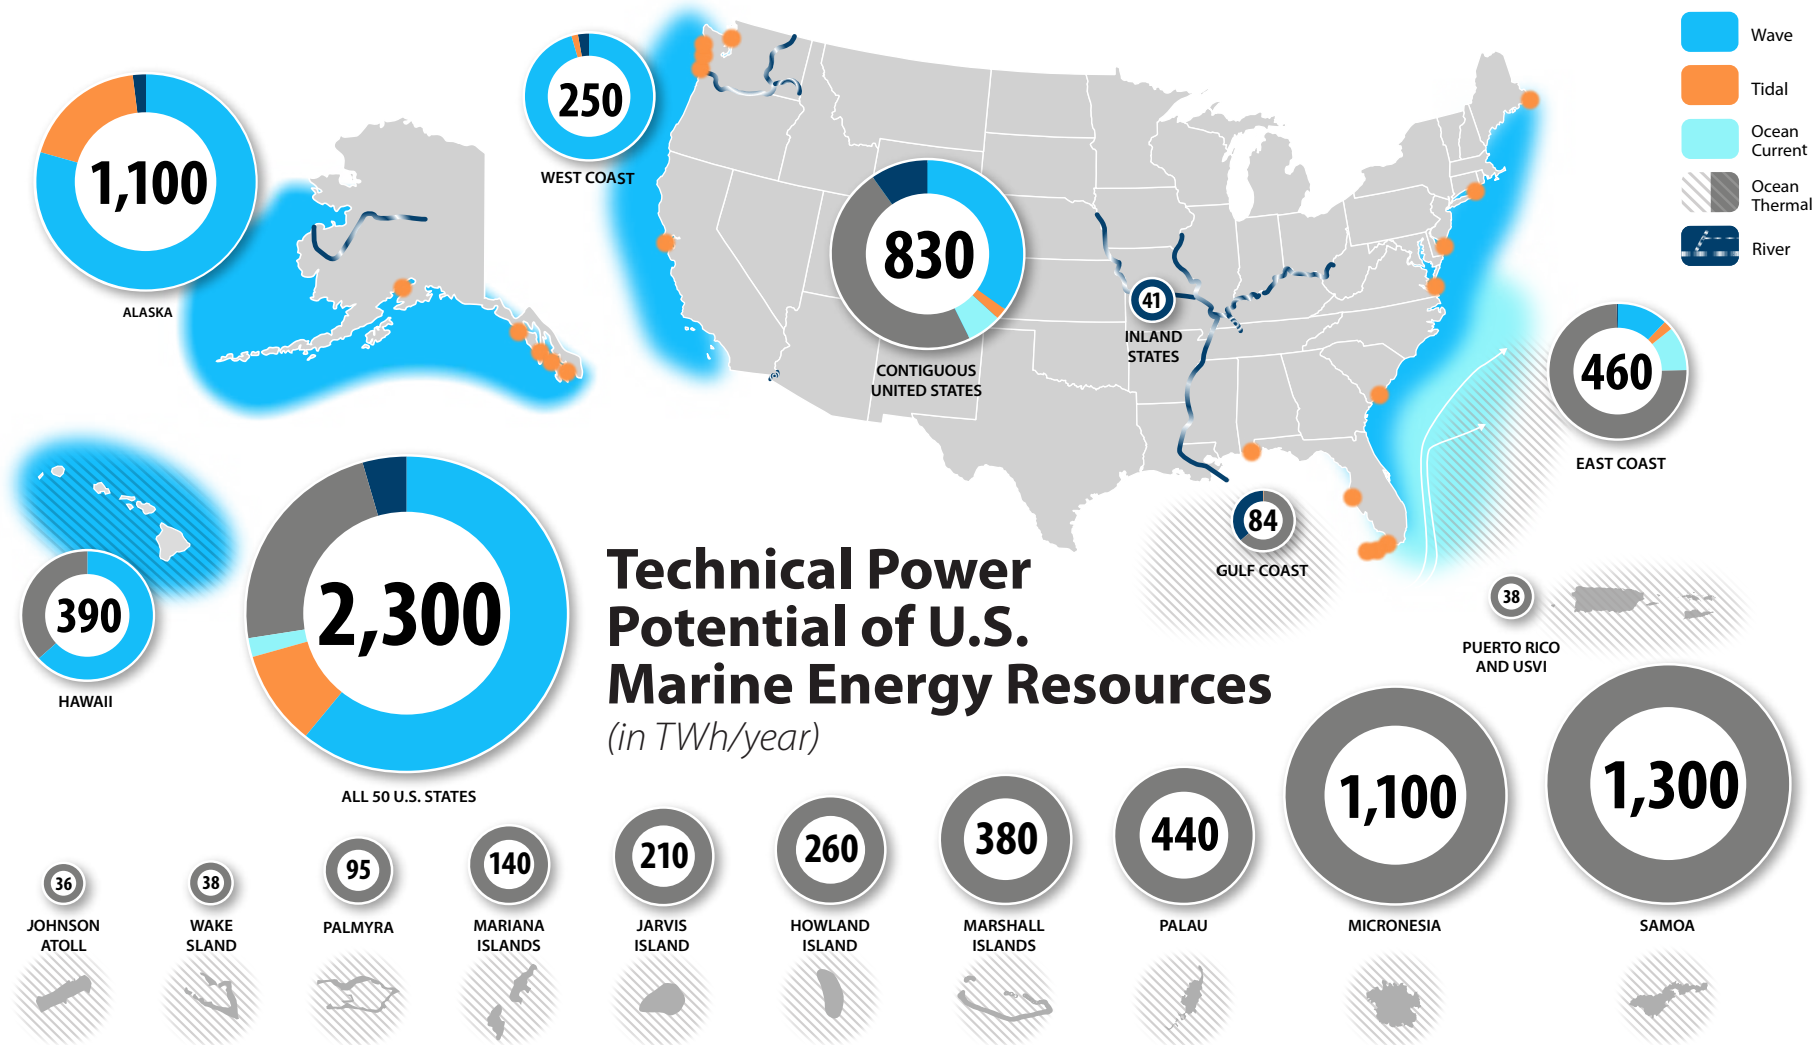 Wave
Tidal
Ocean
Current
Ocean
Thermal
River
250
WEST COAST
1,100
ALASKA
830
CONTIGUOUS
UNITED STATES
41
INLAND
STATES
460
EAST COAST
84
GULF COAST
390
HAWAII
2,300
ALL 50 U.S. STATES
Technical Power
Potential of U.S.
Marine Energy Resources
(in TWh/year)
38
PUERTO RICO
AND USVI
36
JOHNSON
ATOLL
38
WAKE
SLAND
95
PALMYRA
140
MARIANA
ISLANDS
210
JARVIS
ISLAND
260
HOWLAND
ISLAND
380
MARSHALL
ISLANDS
440
PALAU
1,100
MICRONESIA
1,300
SAMOA